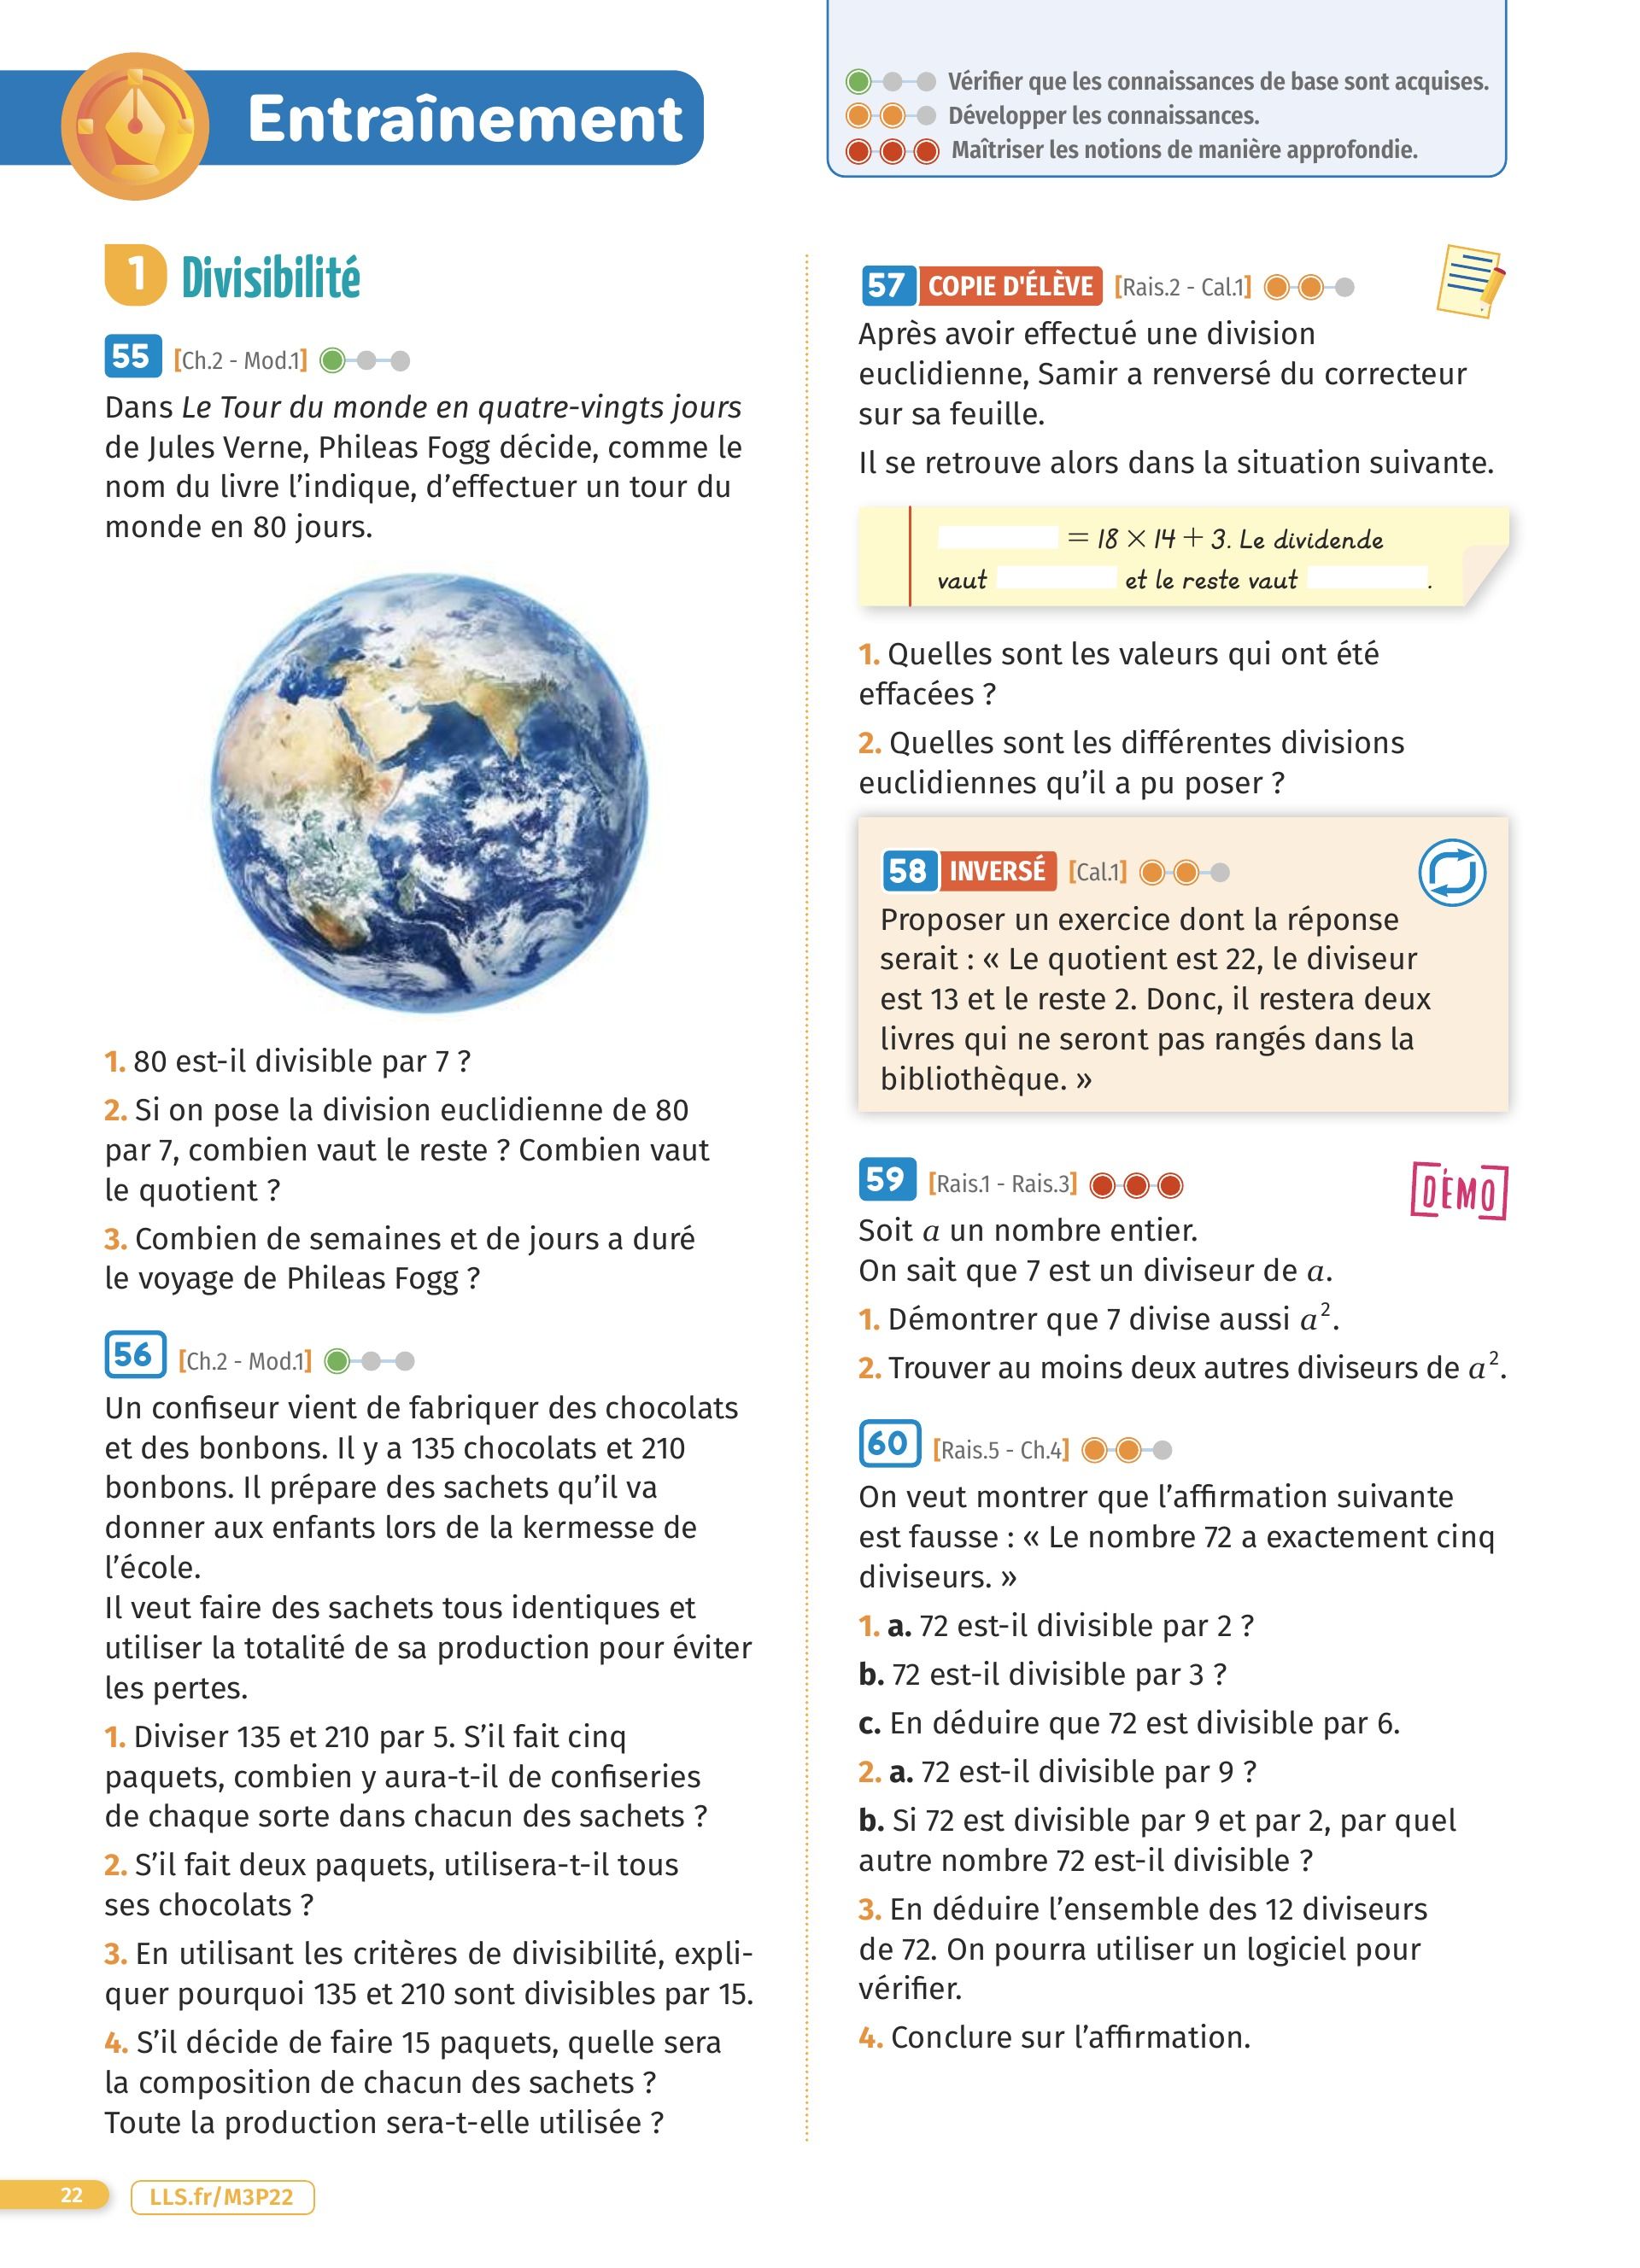 Entraînement
Vérifier que les connaissances de base sont acquises.
Développer les connaissances.
Maîtriser les notions de manière approfondie.
1 Divisibilité
55 [Ch.2 - Mod.1]
Dans Le Tour du monde en quatre-vingts jours
de Jules Verne, Phileas Fogg décide, comme le
nom du livre l’indique, d’effectuer un tour du
monde en 80 jours.
1. 80 est-il divisible par 7 ?
2. Si on pose la division euclidienne de 80
par 7, combien vaut le reste ? Combien vaut
le quotient ?
3. Combien de semaines et de jours a duré
le voyage de Phileas Fogg ?
56 [Ch.2 - Mod.1]
Un confiseur vient de fabriquer des chocolats
et des bonbons. Il y a 135 chocolats et 210
bonbons. Il prépare des sachets qu’il va
donner aux enfants lors de la kermesse de
l’école.
Il veut faire des sachets tous identiques et
utiliser la totalité de sa production pour éviter
les pertes.
1. Diviser 135 et 210 par 5. S’il fait cinq
paquets, combien y aura-t-il de confiseries
de chaque sorte dans chacun des sachets ?
2. S’il fait deux paquets, utilisera-t-il tous
ses chocolats ?
3. En utilisant les critères de divisibilité, expli-
quer pourquoi 135 et 210 sont divisibles par 15.
4. S’il décide de faire 15 paquets, quelle sera
la composition de chacun des sachets ?
Toute la production sera-t-elle utilisée ?
57 COPIE D'ÉLÈVE [Rais.2 - Cal.1]
Après avoir effectué une division
euclidienne, Samir a renversé du correcteur
sur sa feuille.
Il se retrouve alors dans la situation suivante.
= 18 × 14 + 3. Le dividende
vaut et le reste vaut .
1. Quelles sont les valeurs qui ont été
effacées ?
2. Quelles sont les différentes divisions
euclidiennes qu’il a pu poser ?
58 INVERSÉ [Cal.1]
Proposer un exercice dont la réponse
serait : « Le quotient est 22, le diviseur
est 13 et le reste 2. Donc, il restera deux
livres qui ne seront pas rangés dans la
bibliothèque. »
59 [Rais.1 - Rais.3]
DÉMO
Soit a un nombre entier.
On sait que 7 est un diviseur de a.
1. Démontrer que 7 divise aussi a².
2. Trouver au moins deux autres diviseurs de a².
60 [Rais.5 - Ch.4]
On veut montrer que l’affirmation suivante
est fausse : « Le nombre 72 a exactement cinq
diviseurs. »
1. a. 72 est-il divisible par 2 ?
b. 72 est-il divisible par 3 ?
c. En déduire que 72 est divisible par 6.
2. a. 72 est-il divisible par 9 ?
b. Si 72 est divisible par 9 et par 2, par quel
autre nombre 72 est-il divisible ?
3. En déduire l’ensemble des 12 diviseurs
de 72. On pourra utiliser un logiciel pour
vérifier.
4. Conclure sur l’affirmation.
22 LLS.fr/M3P22